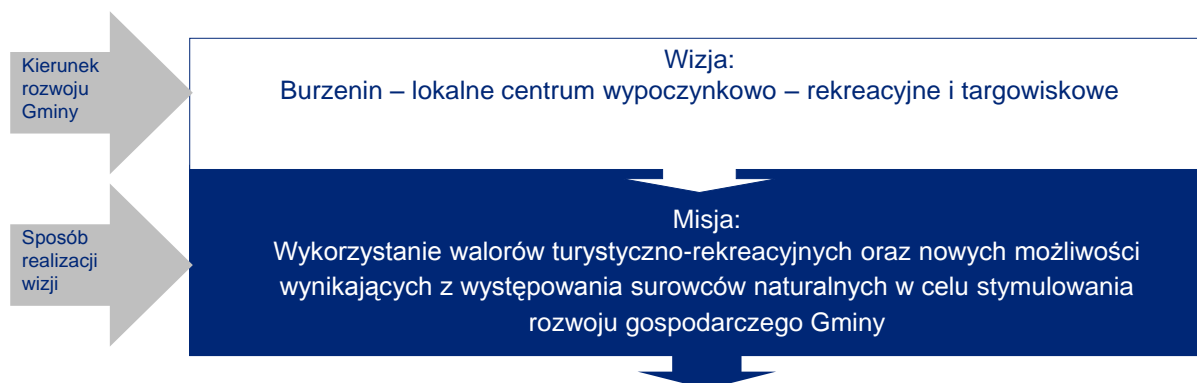 Kierunek
rozwoju
Gminy
Wizja:
Burzenin – lokalne centrum wypoczynkowo – rekreacyjne i targowiskowe
Sposób
realizacji
wizji
Misja:
Wykorzystanie walorów turystyczno-rekreacyjnych oraz nowych możliwości
wynikających z występowania surowców naturalnych w celu stymulowania
rozwoju gospodarczego Gminy